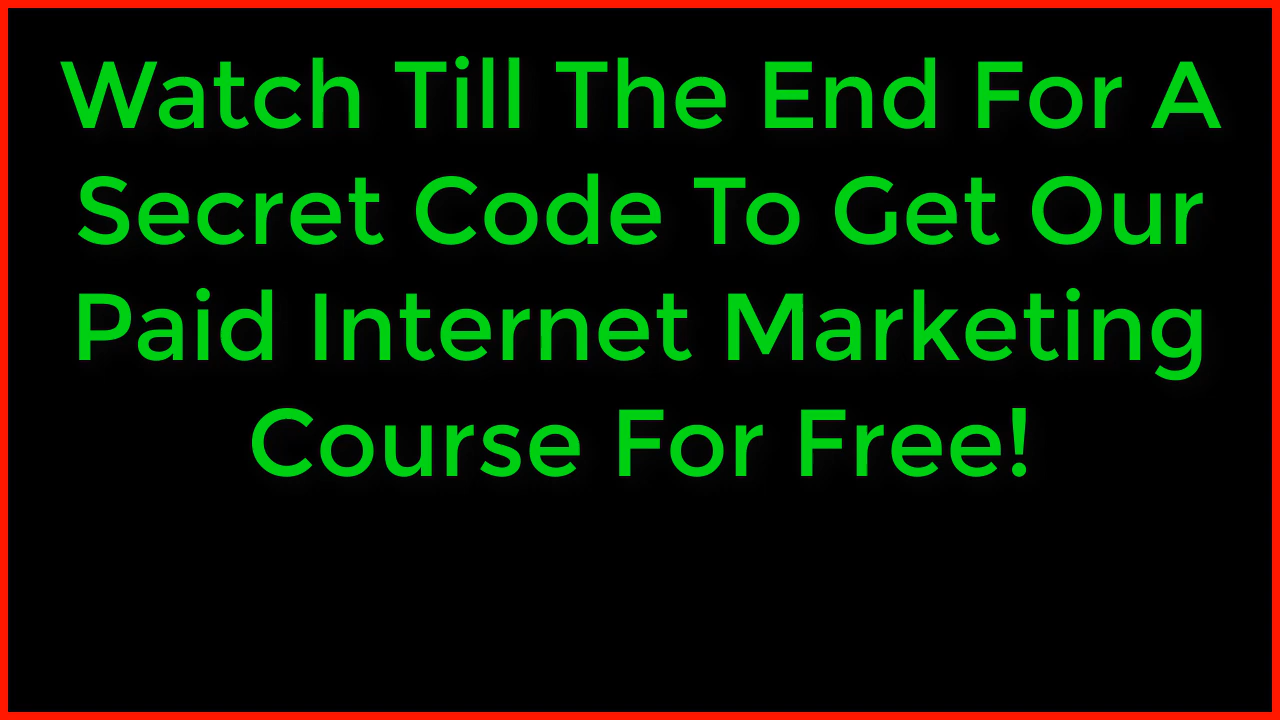 Watch Till The End For A
Secret Code To Get Our
Paid Internet Marketing
Course For Free!